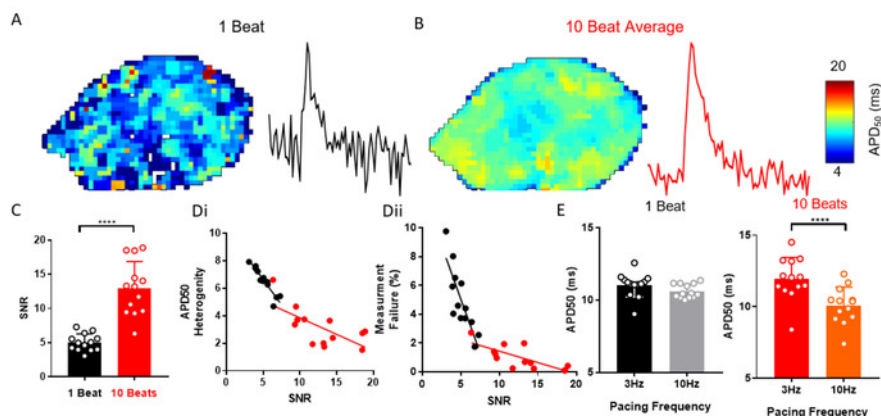 A
1 Beat
B
10 Beat Average
20
APD50 (ms)
4
C
****
SNR
20
15
10
5
0
1 Beat
10 Beats
Di
APD50
Heterogenity
10
8
6
4
2
0
0
5
10
15
20
SNR
Dii
Measurment
Failure (%)
10
8
6
4
2
0
0
5
10
15
20
SNR
E
1 Beat
APD50 (ms)
15
10
5
3Hz
10Hz
Pacing Frequency
10 Beats
****
APD50 (ms)
15
10
5
3Hz
10Hz
Pacing Frequency